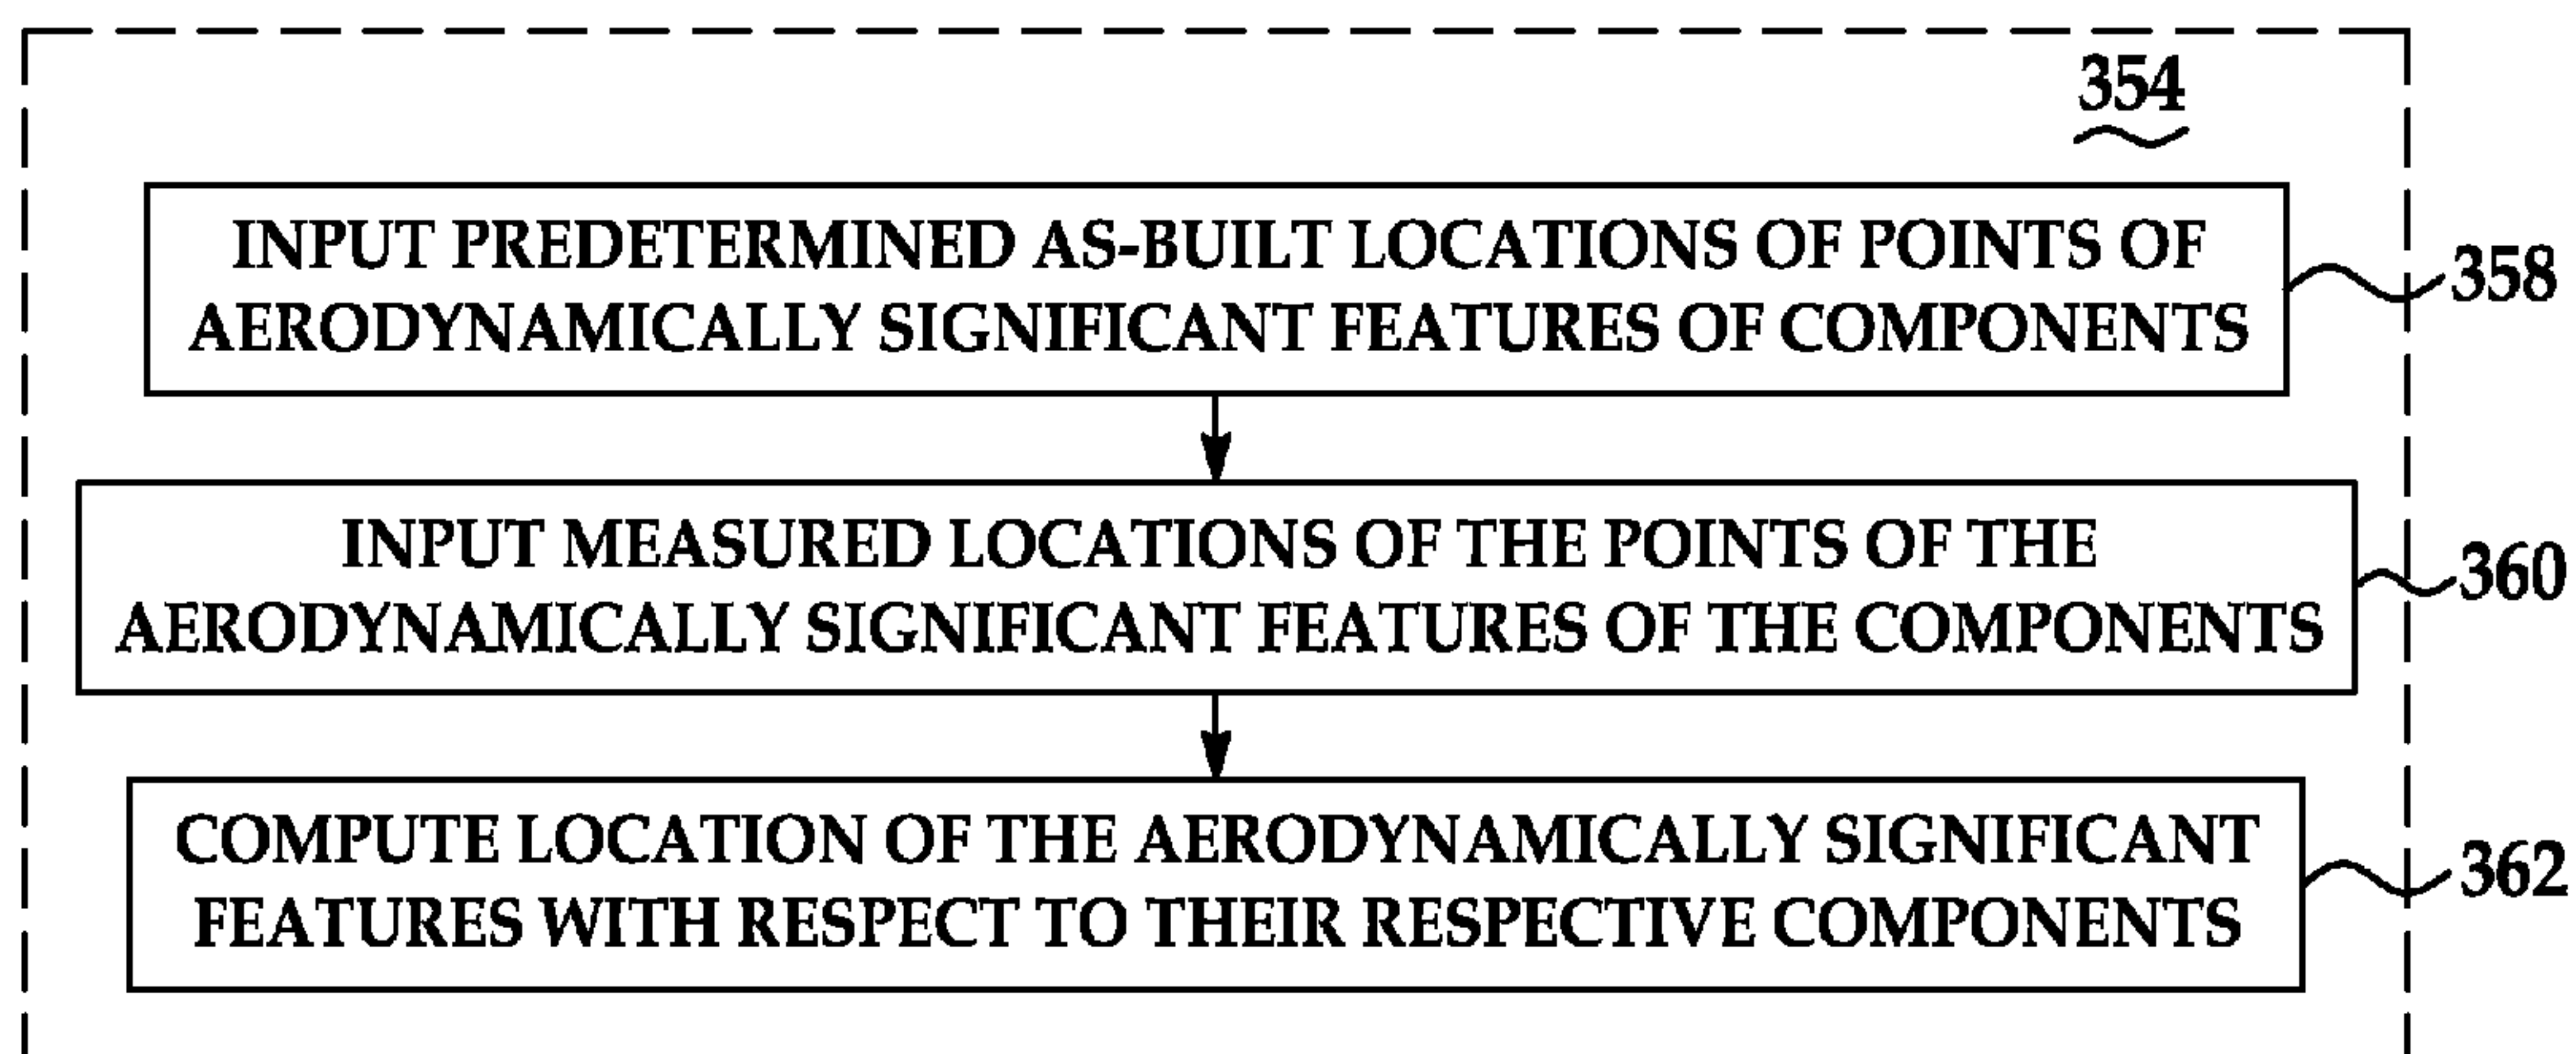 354
INPUT PREDETERMINED AS-BUILT LOCATIONS OF POINTS OF
AERODYNAMICALLY SIGNIFICANT FEATURES OF COMPONENTS
358
INPUT MEASURED LOCATIONS OF THE POINTS OF THE
AERODYNAMICALLY SIGNIFICANT FEATURES OF THE COMPONENTS
360
COMPUTE LOCATION OF THE AERODYNAMICALLY SIGNIFICANT
FEATURES WITH RESPECT TO THEIR RESPECTIVE COMPONENTS
362